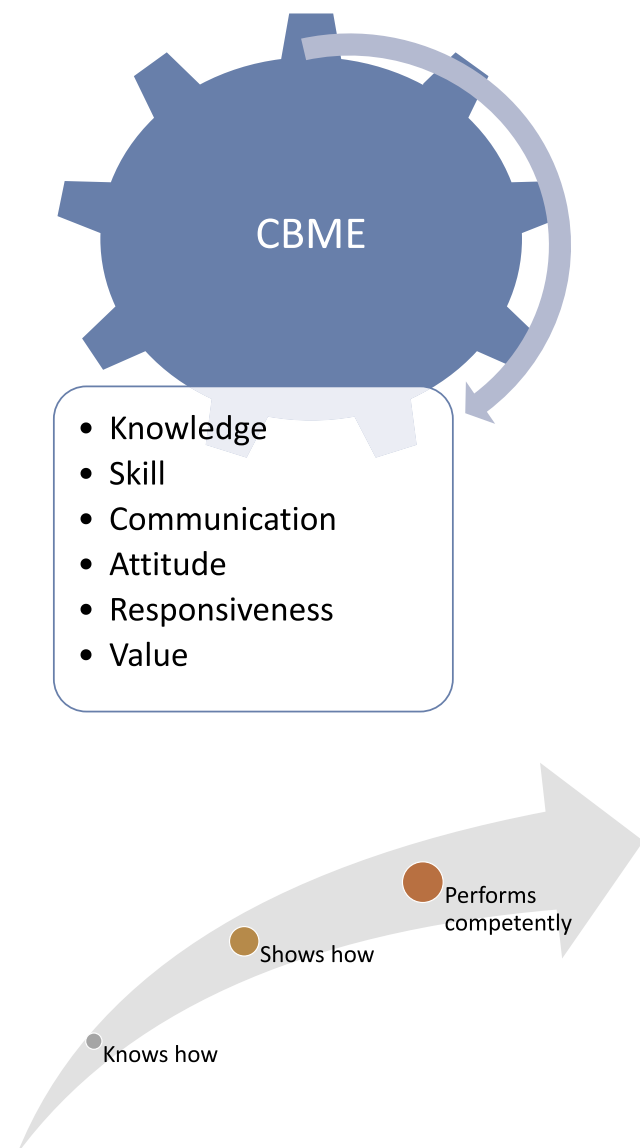 CBME
• Knowledge
• Skill
• Communication
• Attitude
• Responsiveness
• Value
Performs
competently
Shows how
Knows how